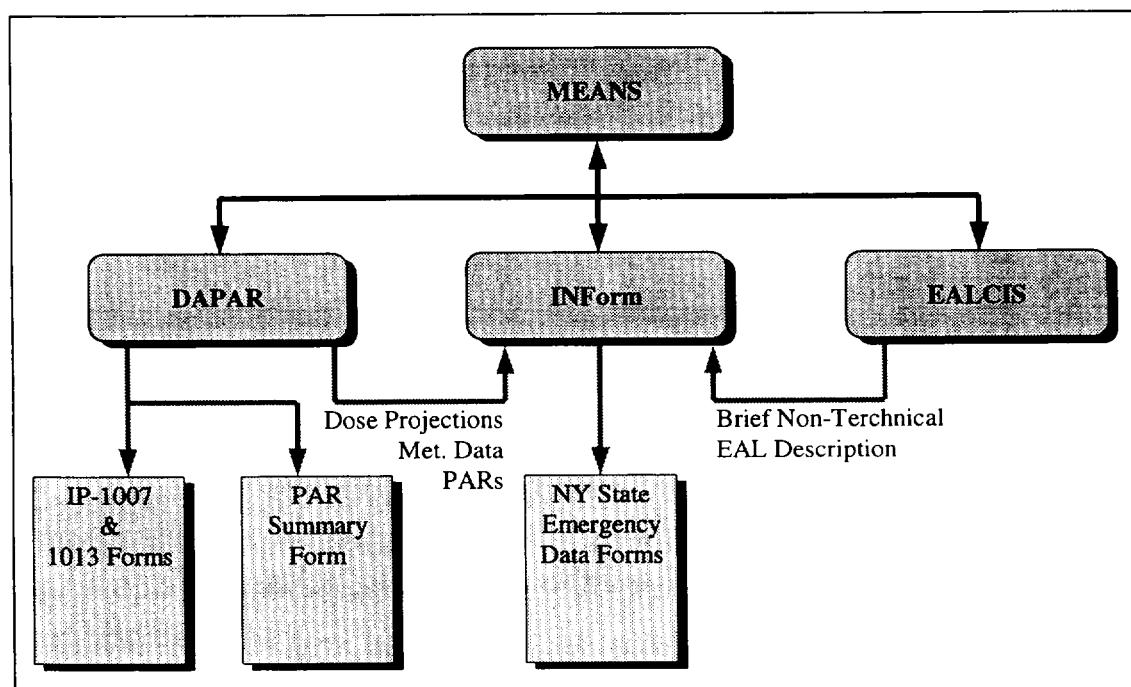 MEANS
DAPAR
INForm
EALCIS
Dose Projections
Met. Data
PARs
Brief Non-Terchnical
EAL Description
IP-1007
&
1013 Forms
PAR
Summary
Form
NY State
Emergency
Data Forms